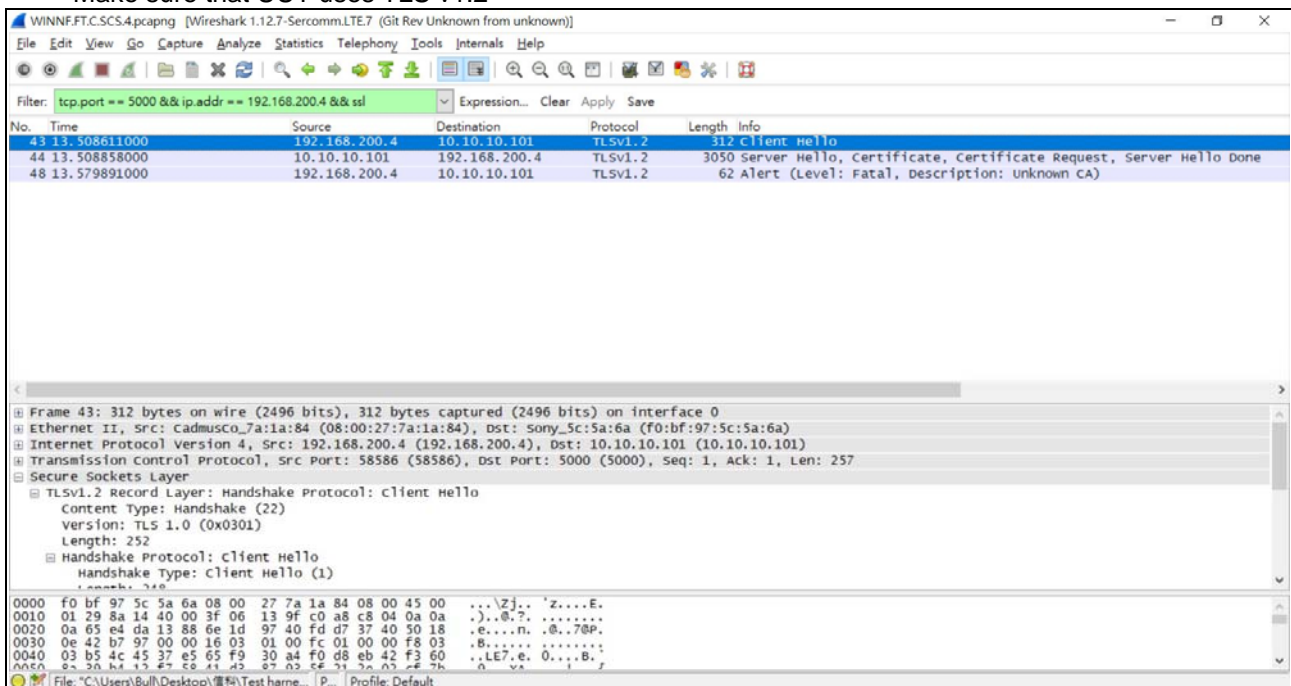 WINNF.FT.C.SCS.4.pcapng [Wireshark 1.12.7-Sercomm.LTE.7 (Git Rev Unknown from unknown)]
File Edit View Go Capture Analyze Statistics Telephony Tools Internals Help
Filter: tcp.port == 5000 && ip.addr == 192.168.200.4 && ssl Expression... Clear Apply Save
No. Time Source Destination Protocol Length Info
43 13.508611000 192.168.200.4 10.10.10.101 TLSv1.2 312 Client Hello
44 13.508858000 10.10.10.101 192.168.200.4 TLSv1.2 3050 Server Hello, Certificate, Certificate Request, Server Hello Done
48 13.579891000 192.168.200.4 10.10.10.101 TLSv1.2 62 Alert (Level: Fatal, Description: Unknown CA)
Frame 43: 312 bytes on wire (2496 bits), 312 bytes captured (2496 bits) on interface 0
Ethernet II, Src: CadmusCo_7a:1a:84 (08:00:27:7a:1a:84), Dst: Sony_5c:5a:6a (f0:bf:97:5c:5a:6a)
Internet Protocol Version 4, Src: 192.168.200.4 (192.168.200.4), Dst: 10.10.10.101 (10.10.10.101)
Transmission Control Protocol, Src Port: 58586 (58586), Dst Port: 5000 (5000), Seq: 1, Ack: 1, Len: 257
Secure Sockets Layer
TLSv1.2 Record Layer: Handshake Protocol: Client Hello
Content Type: Handshake (22)
Version: TLS 1.0 (0x0301)
Length: 252
Handshake Protocol: Client Hello
Handshake Type: Client Hello (1)
0000 f0 bf 97 5c 5a 6a 08 00 27 7a 1a 84 08 00 45 00 ...\Zj.. 'z....E.
0010 01 29 8a 14 40 00 3f 06 13 9f c0 a8 c8 04 0a 0a .)..@.?. ........
0020 0a 65 e4 da 13 88 6e 1d 97 40 fd d7 37 40 50 18 .e....n. .@..7@P.
0030 0e 42 b7 97 00 00 16 03 01 00 fc 01 00 00 f8 03 .B...... ........
0040 03 b5 4c 45 37 e5 65 f9 30 a4 f0 d8 eb 42 f3 60 ..LE7.e. 0....B.`
File: "C:\Users\Bull\Desktop\信科\Test harne... P... Profile: Default